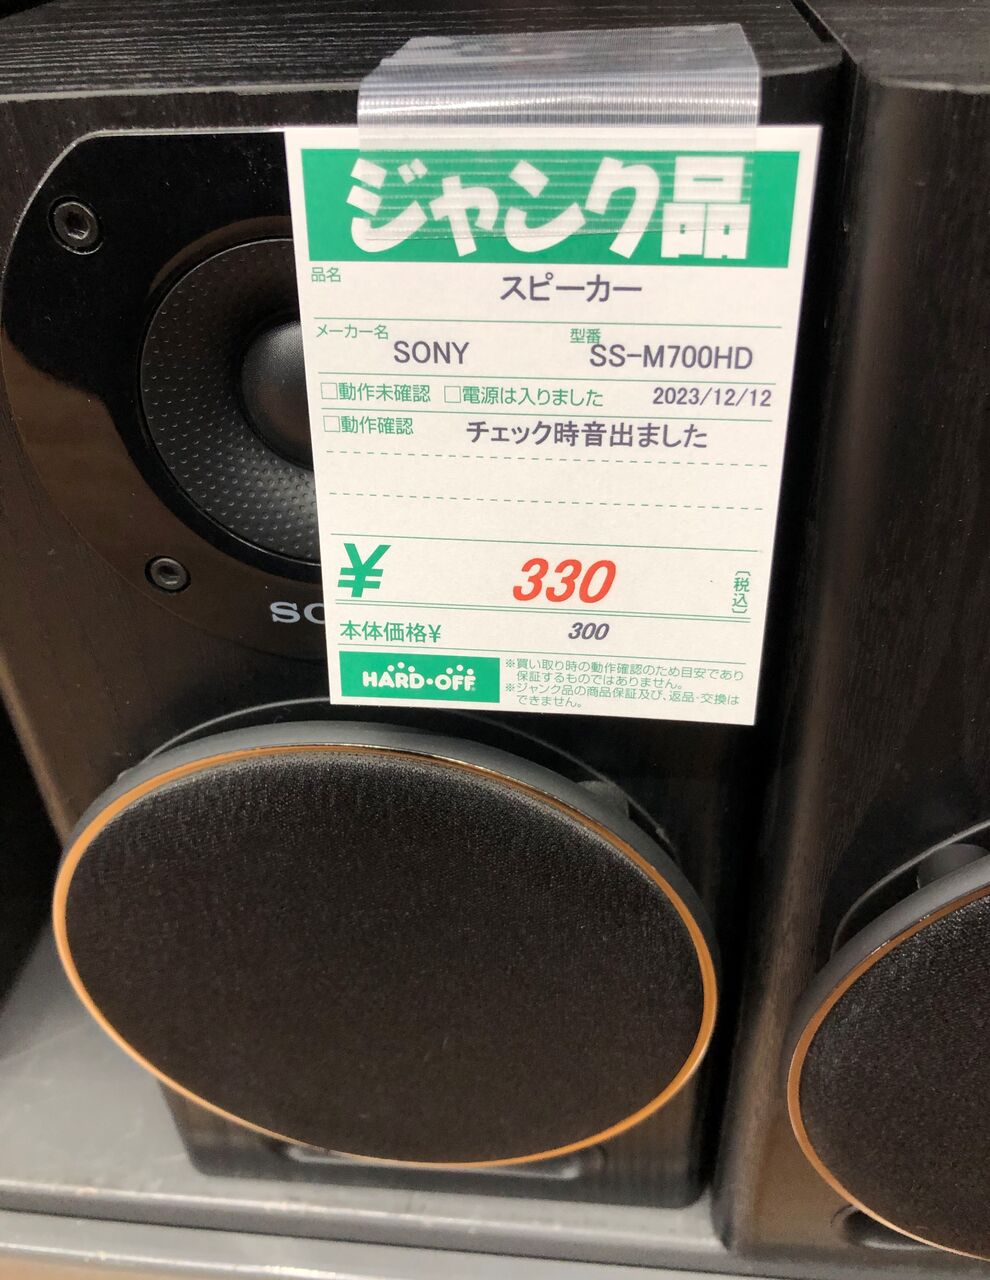 ジャンク品
品名
スピーカー
メーカー名 SONY 型番 SS-M700HD
□動作未確認 □電源は入りました 2023/12/12
□動作確認 チェック時音出ました
¥ 330 (税込)
本体価格¥ 300
HARD・OFF
※買い取り時の動作確認のため目安であり
保証するものではありません。
※ジャンク品の商品保証及び、返品・交換は
できません。
SO